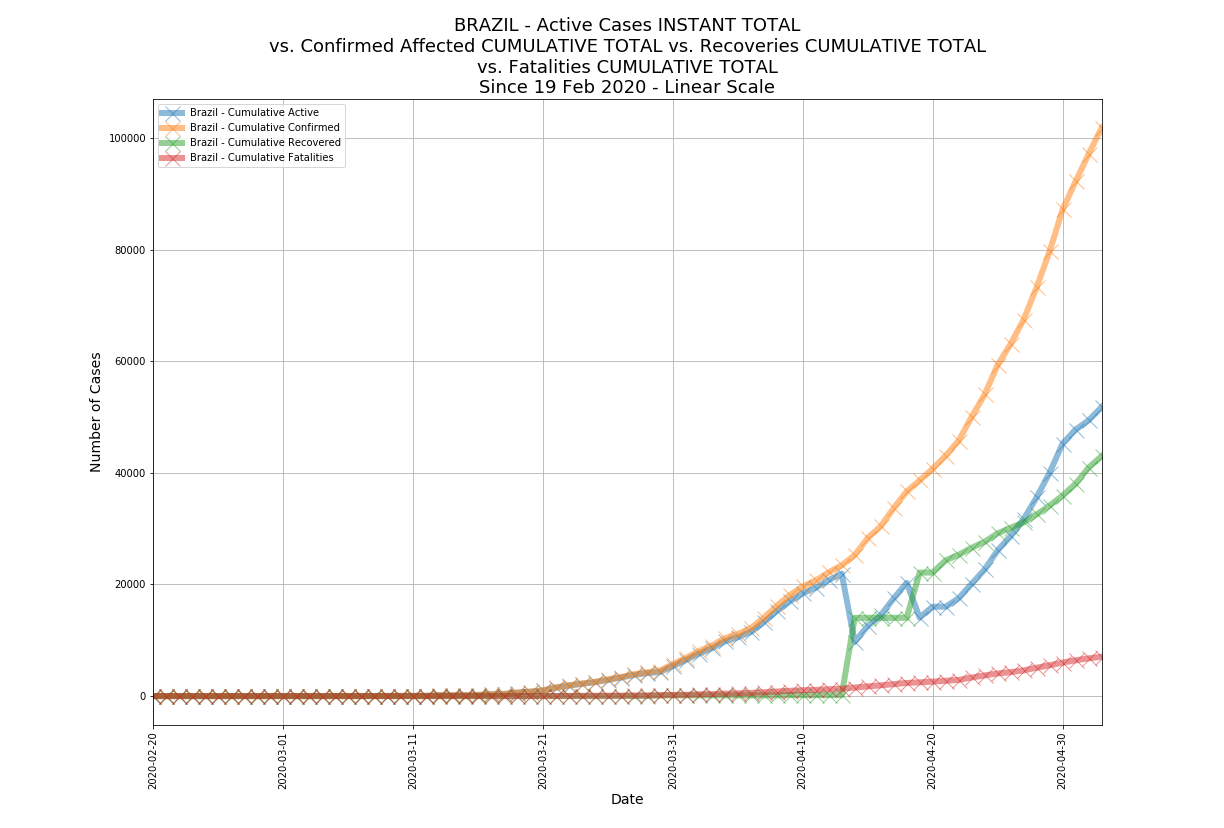 BRAZIL - Active Cases INSTANT TOTAL
vs. Confirmed Affected CUMULATIVE TOTAL vs. Recoveries CUMULATIVE TOTAL
vs. Fatalities CUMULATIVE TOTAL
Since 19 Feb 2020 - Linear Scale
Brazil - Cumulative Active
Brazil - Cumulative Confirmed
Brazil - Cumulative Recovered
Brazil - Cumulative Fatalities
Number of Cases
100000
80000
60000
40000
20000
0
2020-02-20
2020-03-01
2020-03-11
2020-03-21
2020-03-31
2020-04-10
2020-04-20
2020-04-30
Date